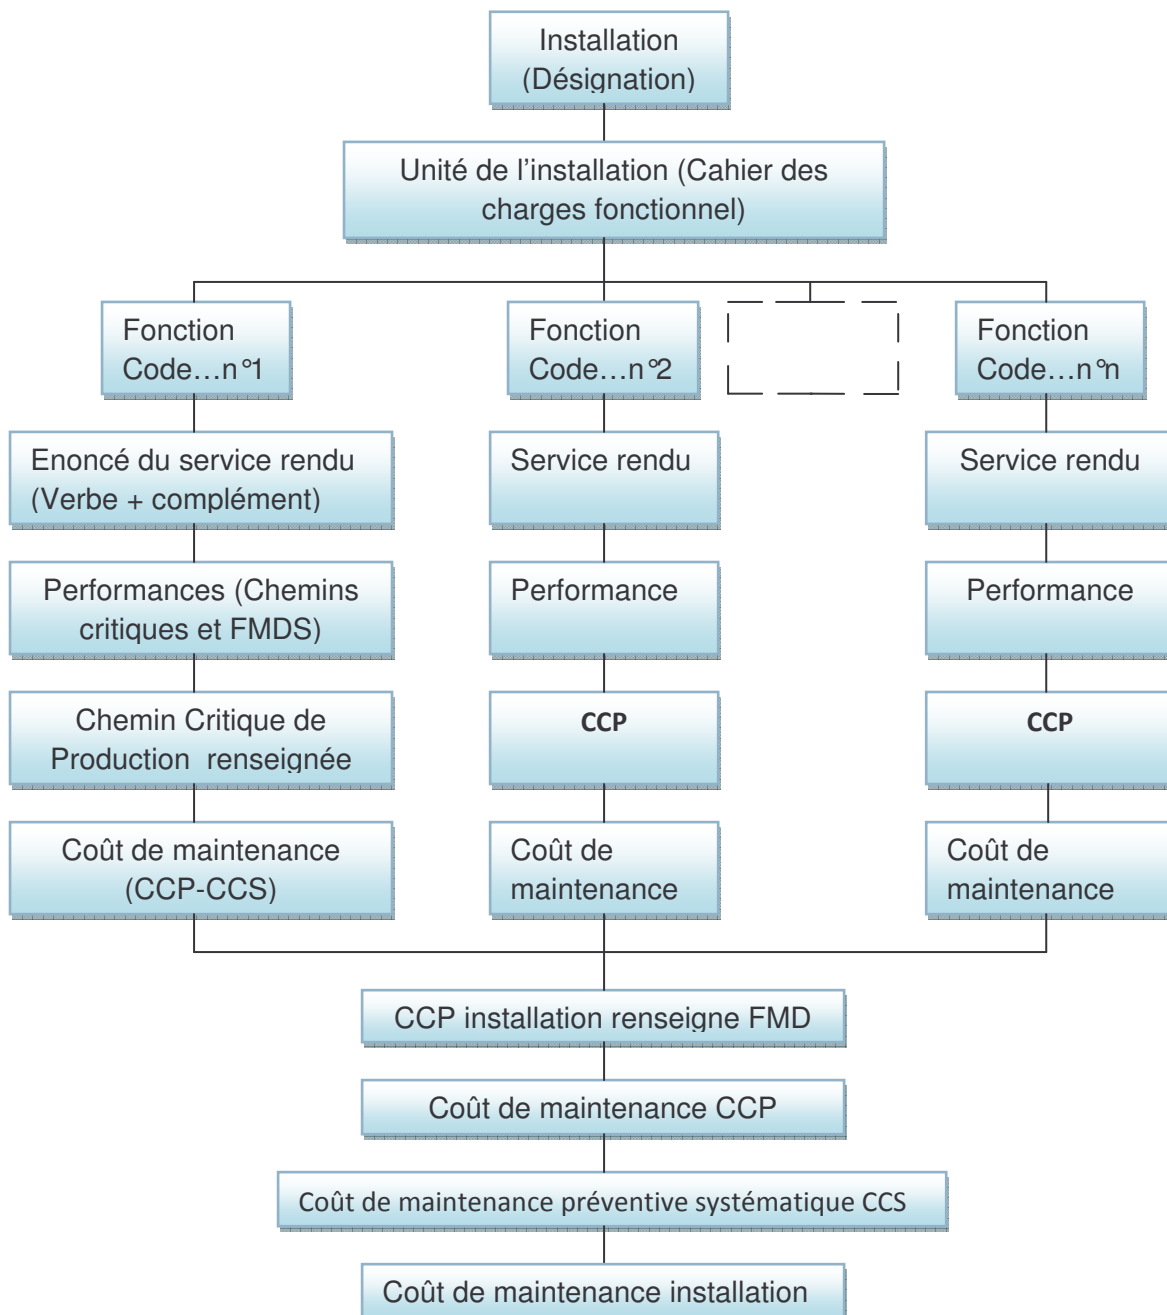 Installation
(Désignation)
Unité de l'installation (Cahier des
charges fonctionnel)
Fonction
Code…n°1
Fonction
Code…n°2
Fonction
Code…n°n
Enoncé du service rendu
(Verbe + complément)
Service rendu
Service rendu
Performances (Chemins
critiques et FMDS)
Performance
Performance
Chemin Critique de
Production renseignée
CCP
CCP
Coût de maintenance
(CCP-CCS)
Coût de
maintenance
Coût de
maintenance
CCP installation renseigne FMD
Coût de maintenance CCP
Coût de maintenance préventive systématique CCS
Coût de maintenance installation